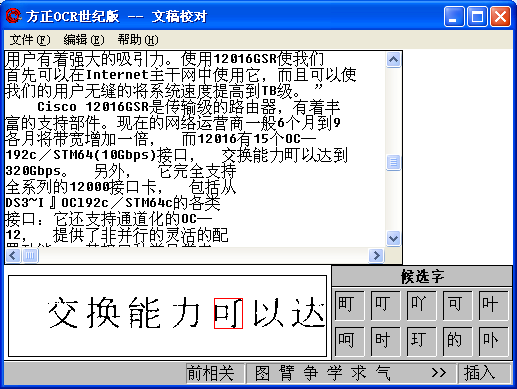 方正OCR世纪版 -- 文稿校对
文件(F) 编辑(E) 帮助(H)
用户有着强大的吸引力。使用12016GSR使我们
首先可以在Internet主干网中使用它，而且可以使
我们的用户无缝的将系统速度提高到TB级。”
Cisco 12016GSR是传输级的路由器，有着丰
富的支持部件。现在的网络运营商一般6个月到9
各月将带宽增加一倍， 而12016有15个OC—
192c／STM64(10Gbps)接口， 交换能力町以达到
320Gbps。 另外， 它完全支持
全系列的12000接口卡， 包括从
DS3~I』OCl92c／STM64c的各类
接口：它还支持通道化的OC—
12， 提供了非并行的灵活的配
交换能力可以达
候选字
町 叮 吖 可 叶
呵 时 玎 的 卟
前相关 图 臂 争 学 求 气 >> 插入